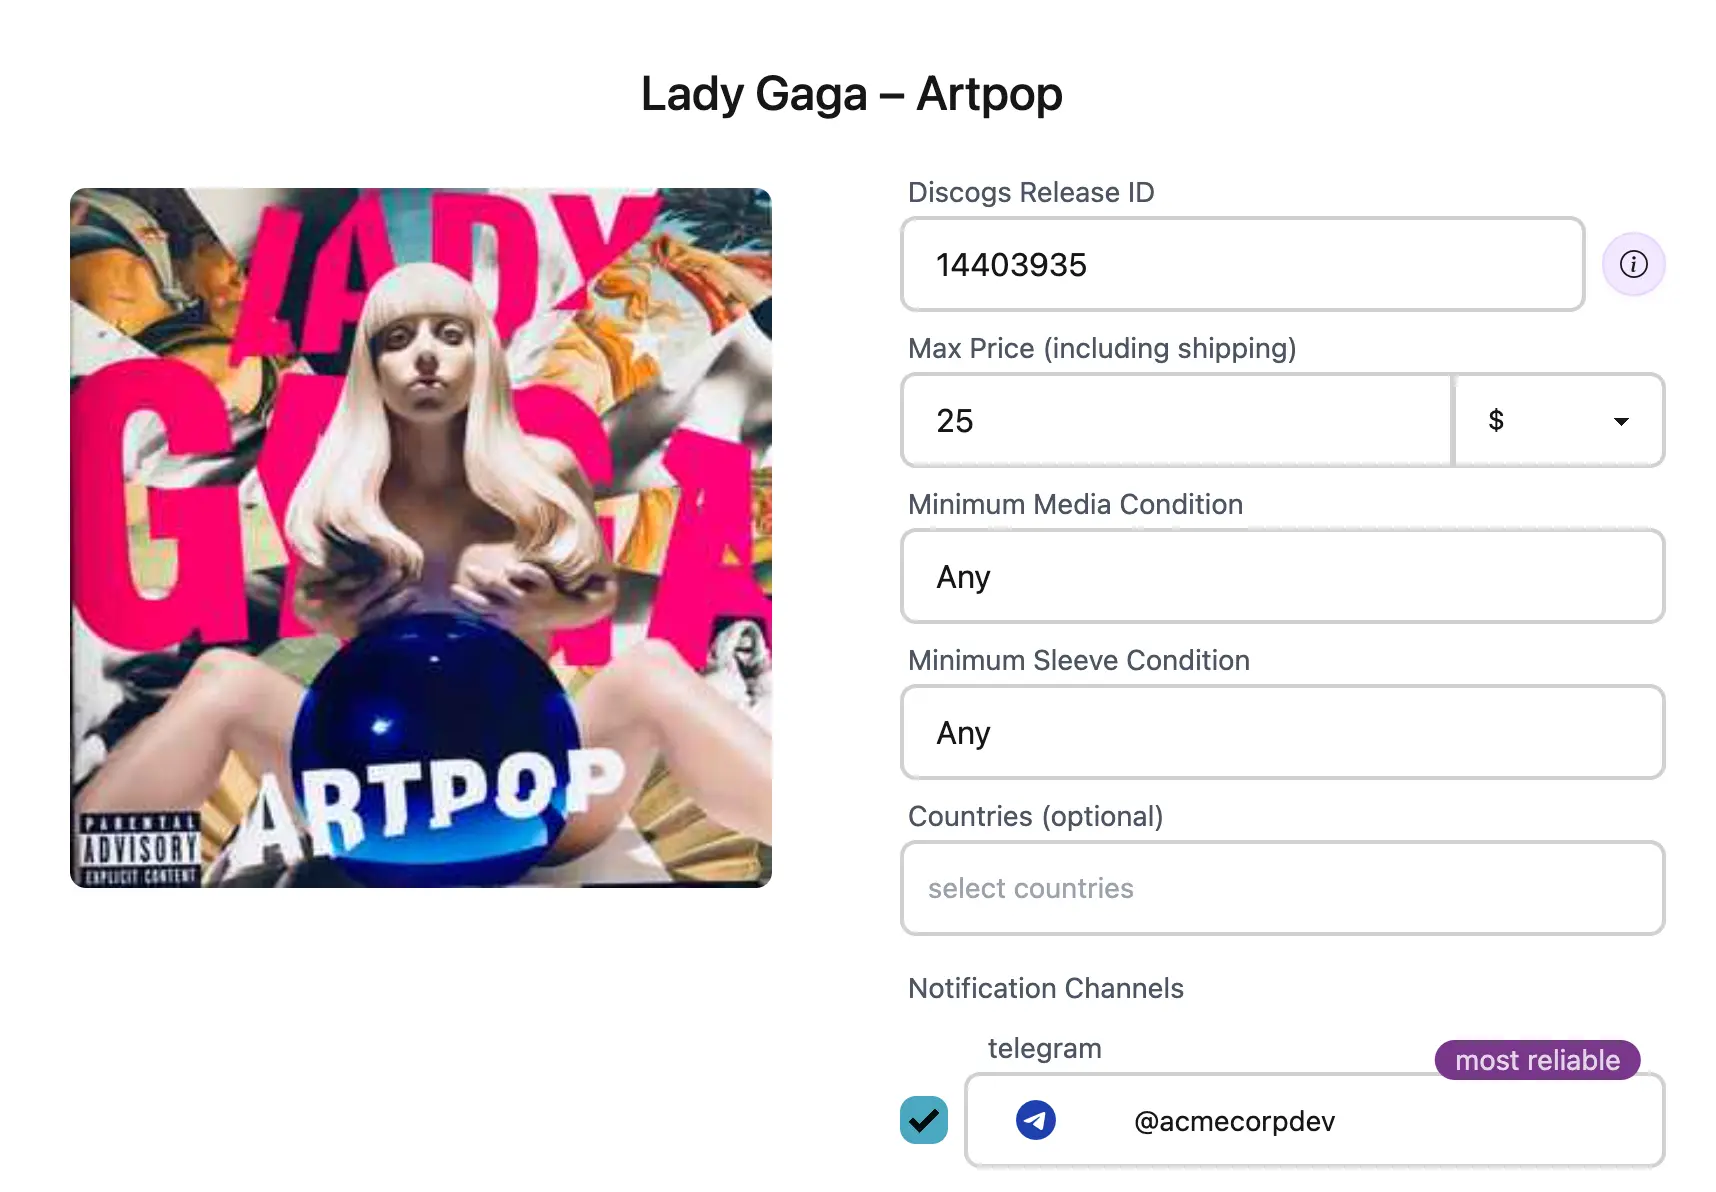 Lady Gaga – Artpop
LADY
GAGA
ARTPOP
PARENTAL
ADVISORY
EXPLICIT CONTENT
Discogs Release ID
14403935
Max Price (including shipping)
25
$
Minimum Media Condition
Any
Minimum Sleeve Condition
Any
Countries (optional)
select countries
Notification Channels
telegram
most reliable
@acmecorpdev